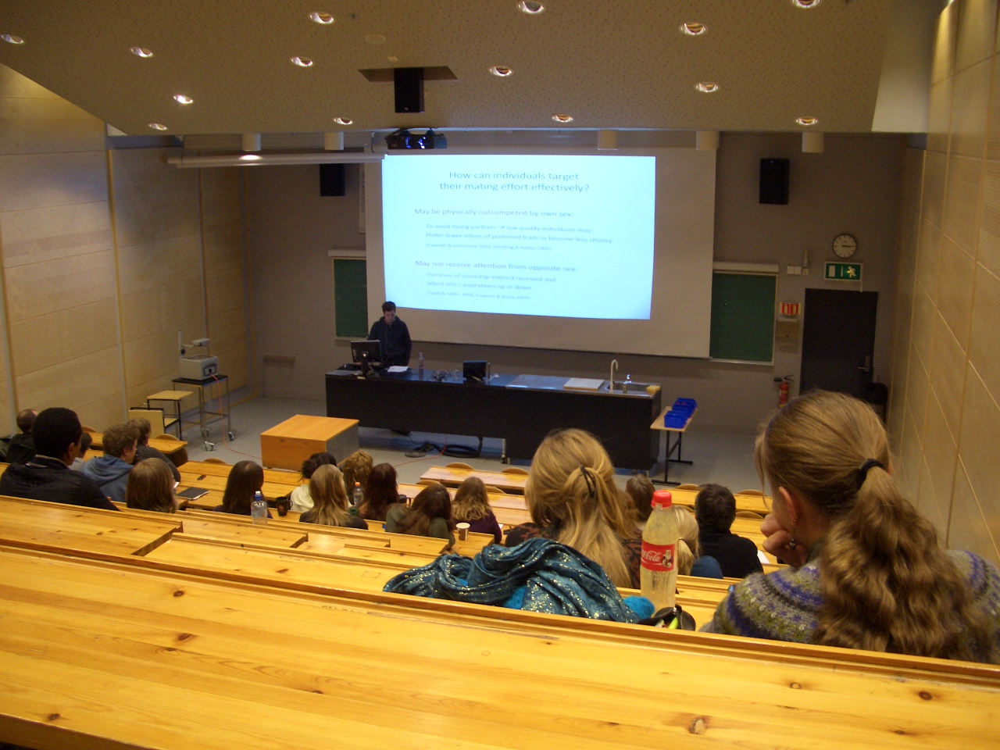 How can individuals target
their mating effort effectively?
May be physically outcompeted by own sex:
To avoid losing partners → low quality individuals may:
Prefer lower values of preferred traits or become less choosy
May not receive attention from opposite sex:
Use level of courtship interest received and
adjust one's aspirations up or down
Coca-Cola